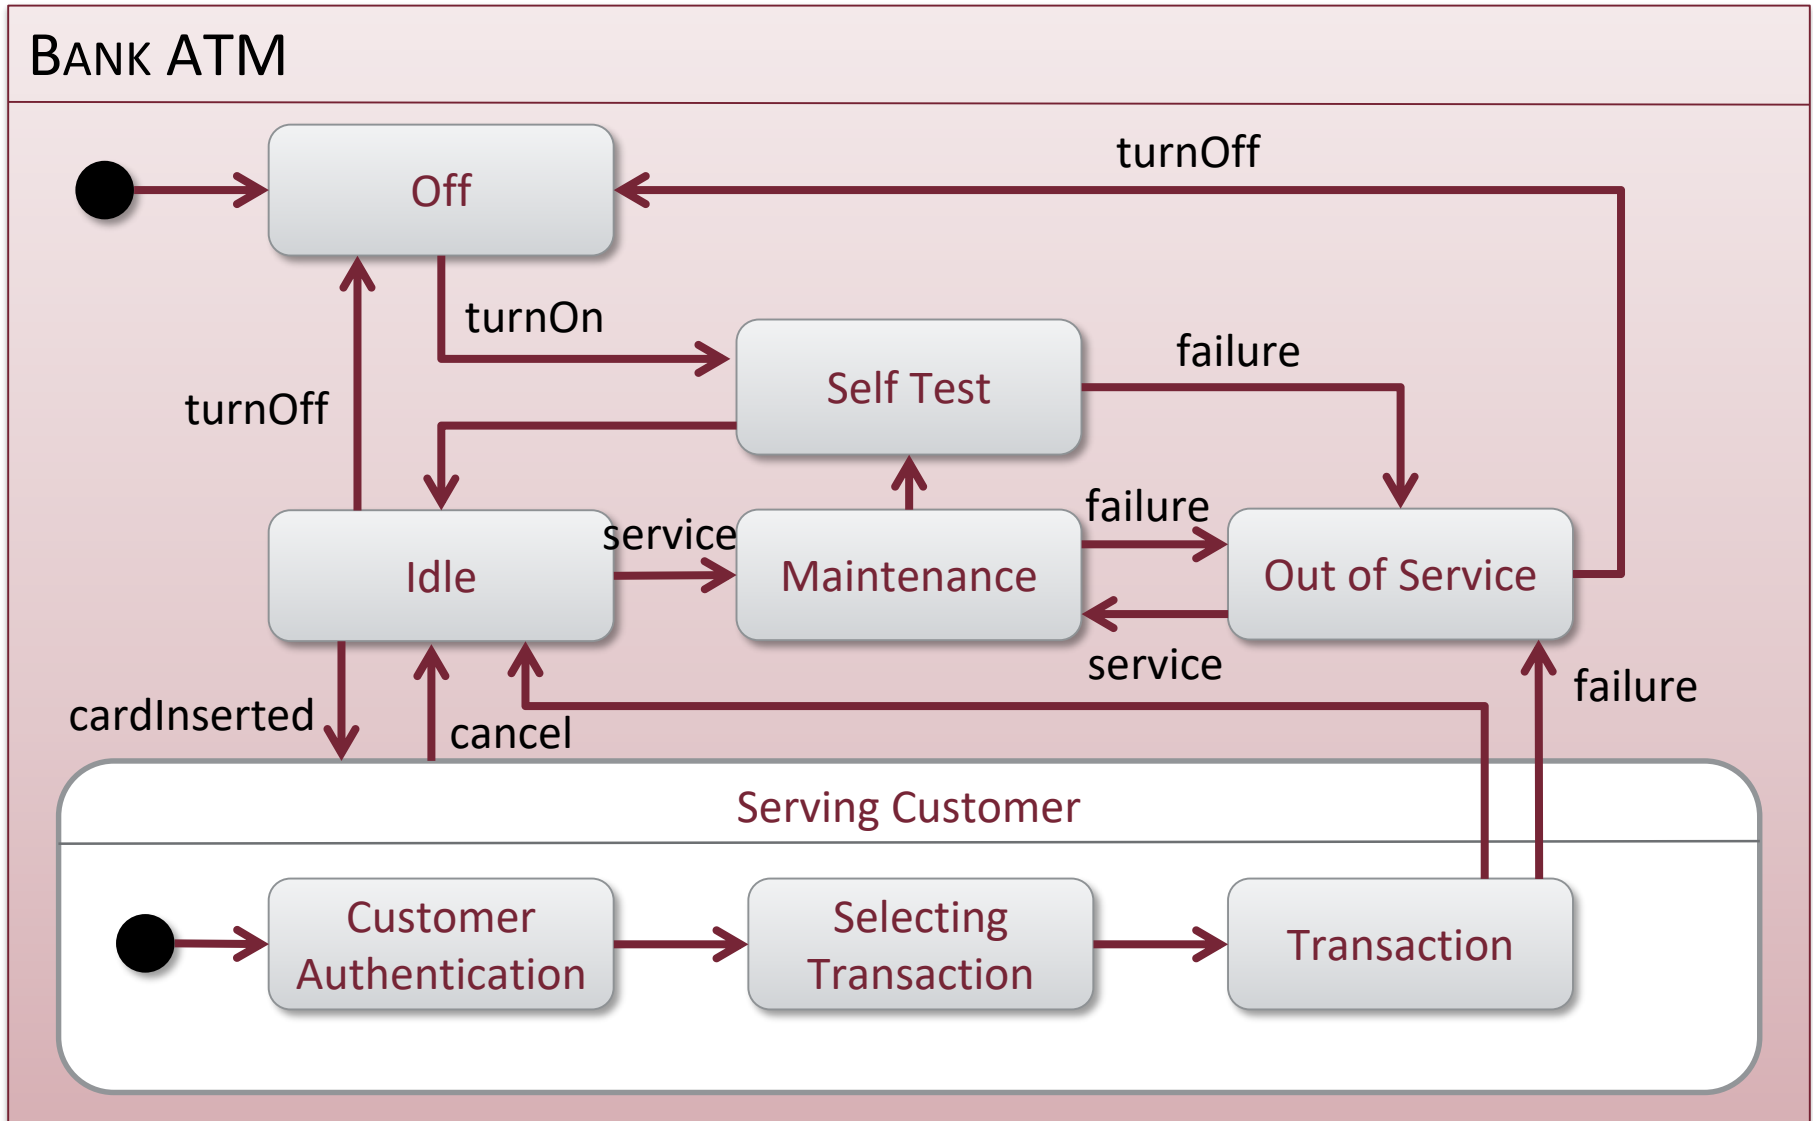 BANK ATM
turnOff
Off
turnOn
failure
Self Test
turnOff
failure
service
Idle
Maintenance
Out of Service
service
failure
cardInserted
cancel
Serving Customer
Customer
Authentication
Selecting
Transaction
Transaction